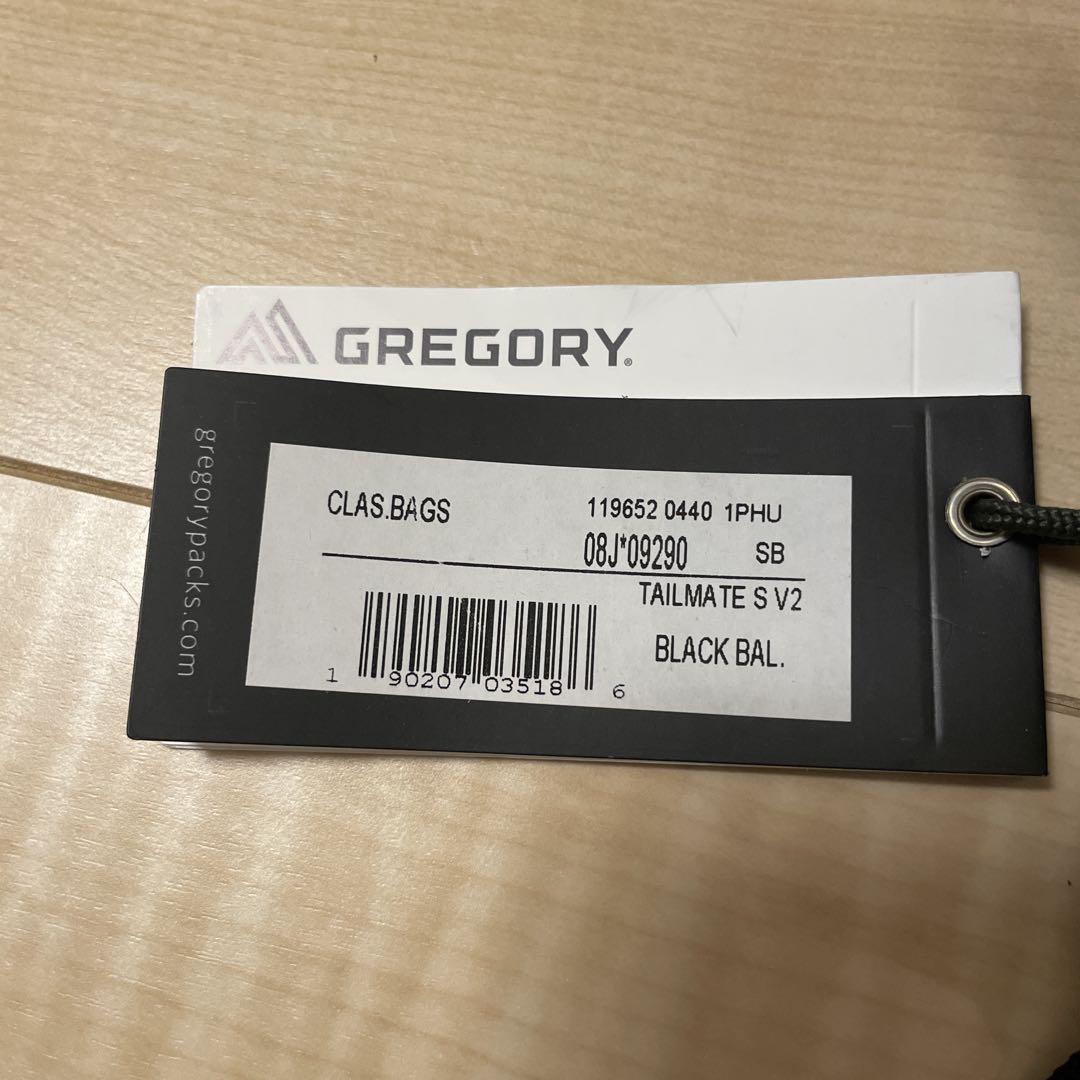 GREGORY®
gregorypacks.com
CLAS.BAGS 119652 0440 1PHU
08J*09290 SB
TAILMATE S V2
BLACK BAL.
1 90207 03518 6